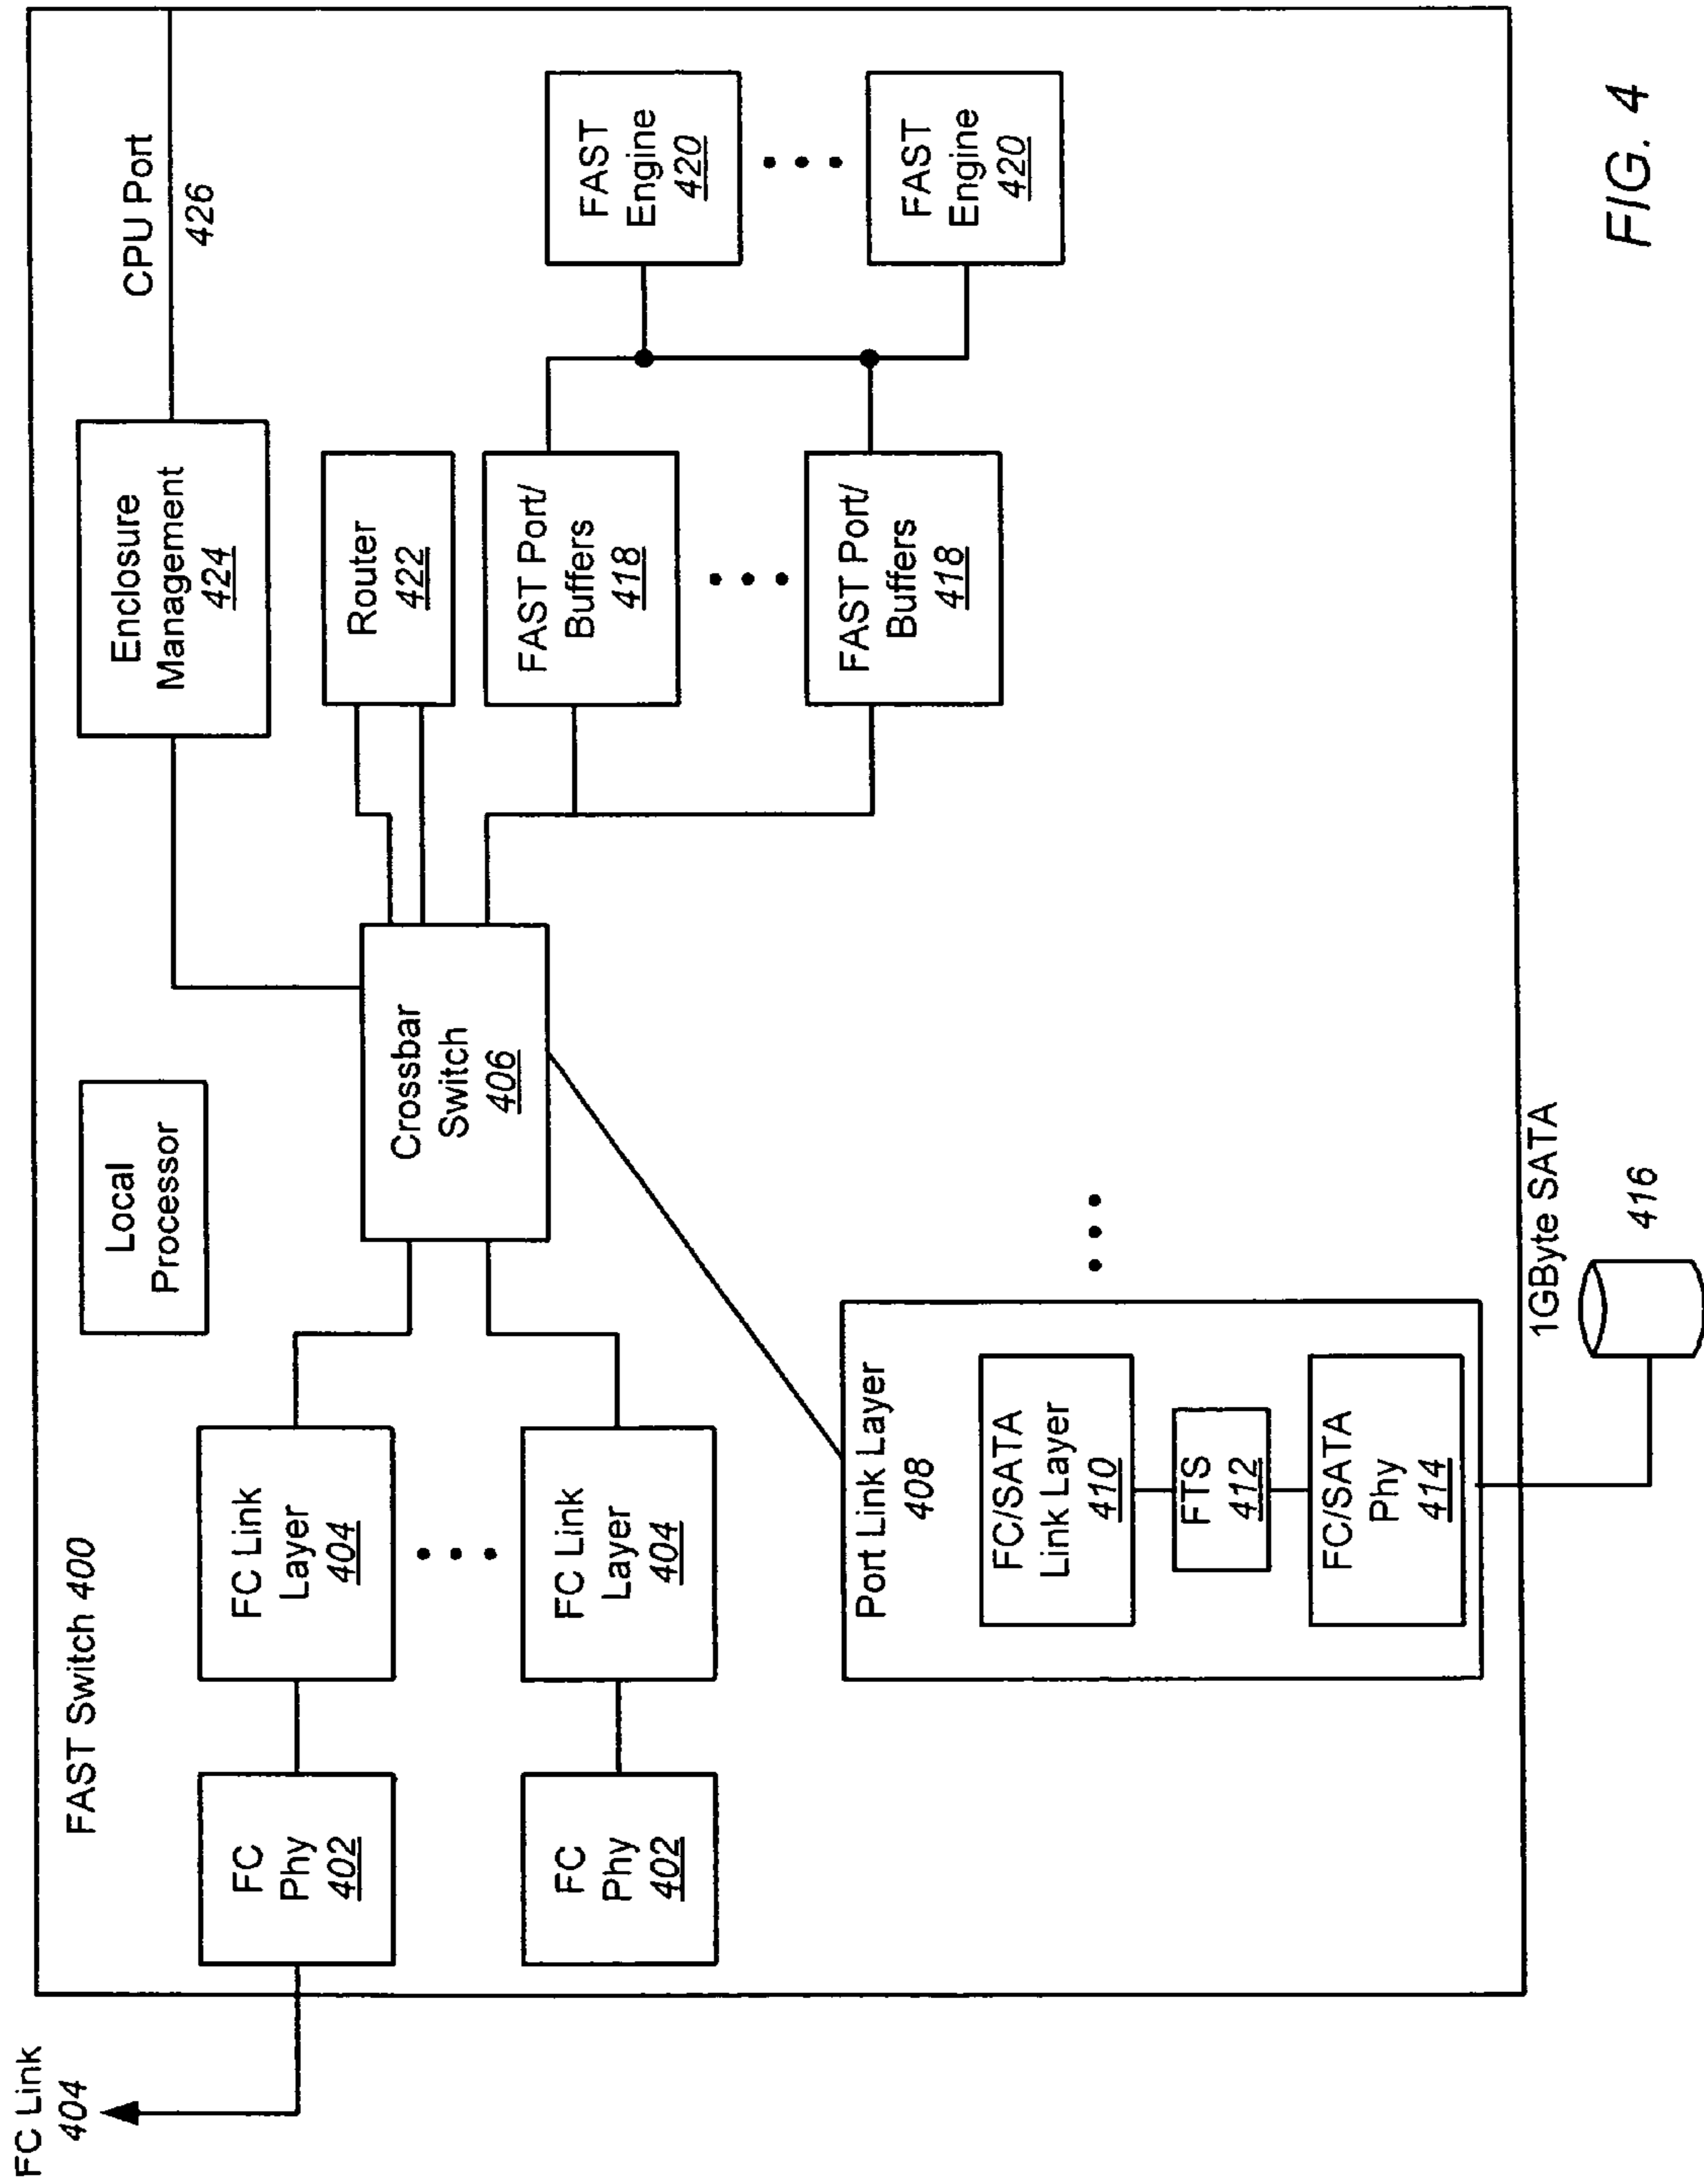 FC Link
404
FAST Switch 400
FC
Phy
402
FC Link
Layer
404
FC
Phy
402
FC Link
Layer
404
Local
Processor
Crossbar
Switch
406
Enclosure
Management
424
CPU Port
426
Router
422
FAST Port/
Buffers
418
FAST Port/
Buffers
418
FAST
Engine
420
FAST
Engine
420
Port Link Layer
408
FC/SATA
Link Layer
410
FTS
412
FC/SATA
Phy
414
1GByte SATA
416
FIG. 4